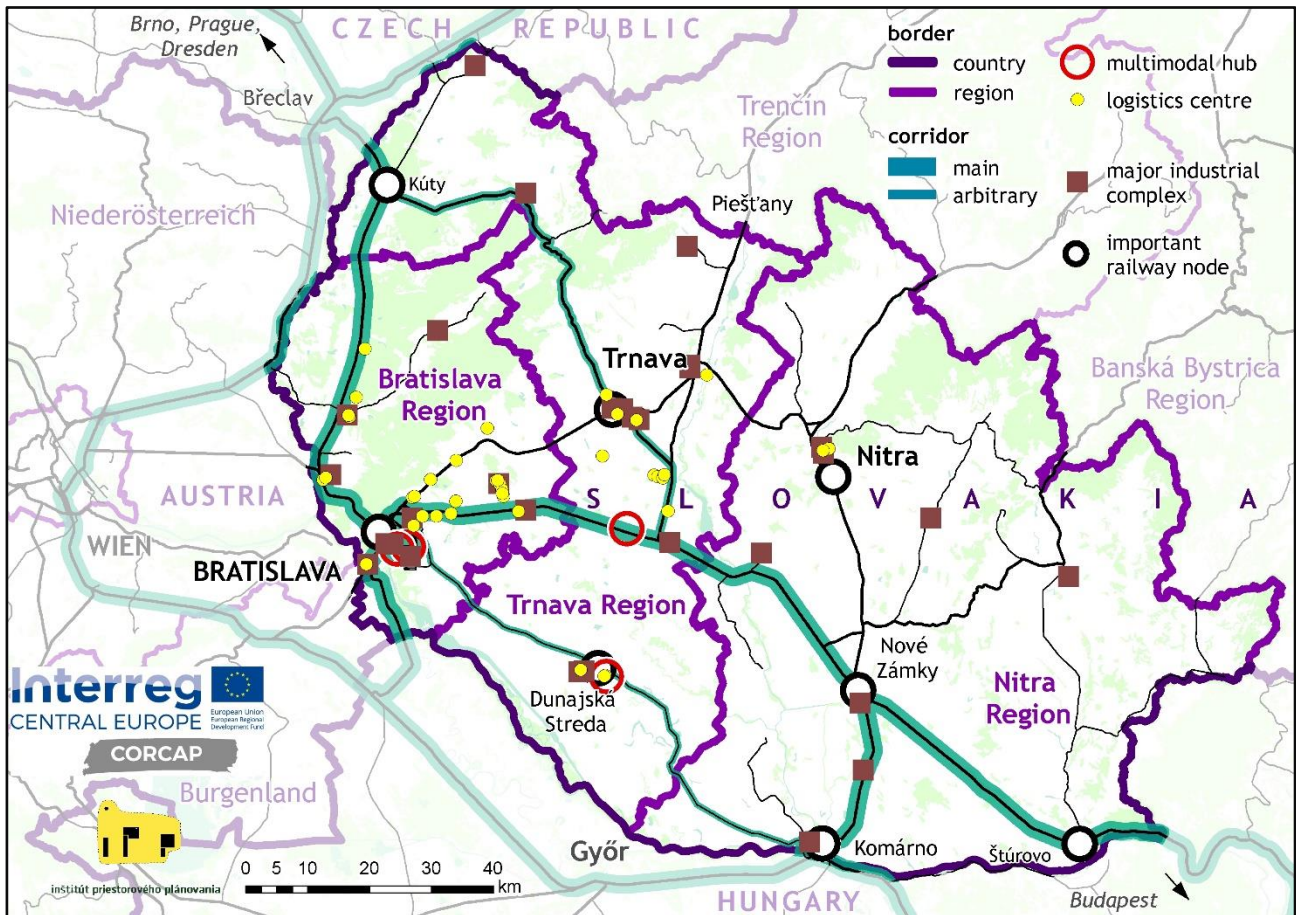 Brno, Prague,
Dresden
CZECH REPUBLIC
Břeclav
border
country
region
corridor
main
arbitrary
multimodal hub
logistics centre
major industrial
complex
important
railway node
Trenčín
Region
Kúty
Niederösterreich
Piešťany
Trnava
Bratislava
Region
Banská Bystrica
Region
Nitra
AUSTRIA
SLOVAKIA
WIEN
BRATISLAVA
Trnava Region
Nové
Zámky
Dunajská
Streda
Nitra
Region
Interreg
CENTRAL EUROPE
European Union
European Regional
Development Fund
CORCAP
Burgenland
Győr
Komárno
Štúrovo
0 5 10 20 30 40
km
inštitút priestorového plánovania
HUNGARY
Budapest